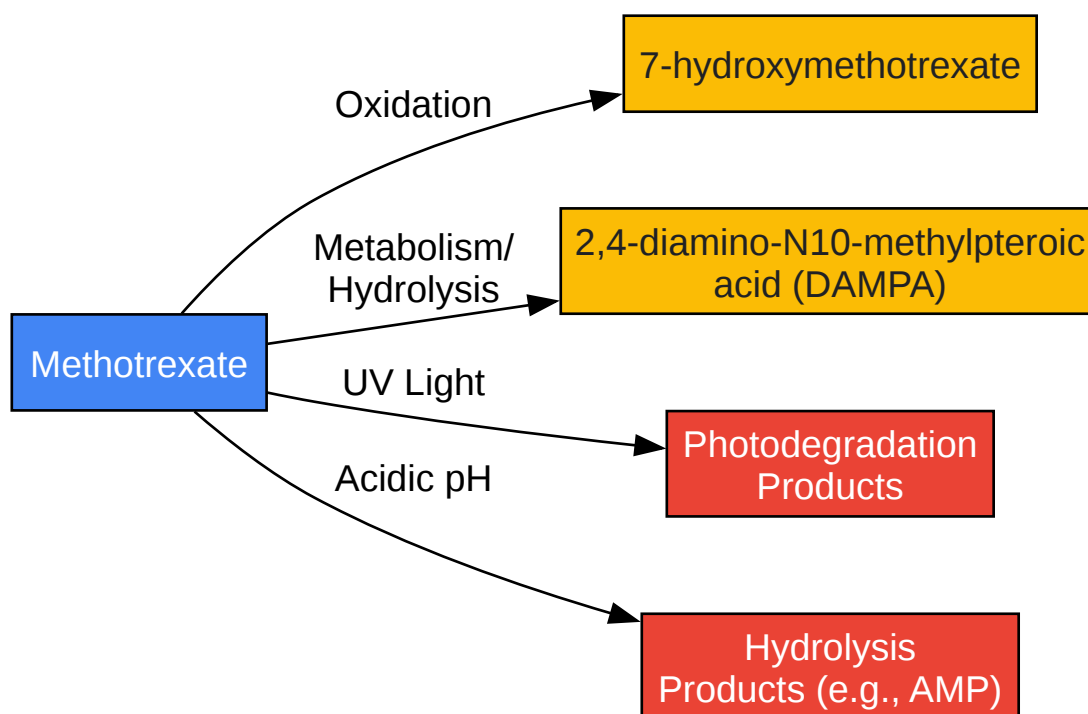 7-hydroxymethotrexate
Oxidation
2,4-diamino-N10-methylpteroic
acid (DAMPA)
Metabolism/
Hydrolysis
Methotrexate
UV Light
Photodegradation
Products
Acidic pH
Hydrolysis
Products (e.g., AMP)